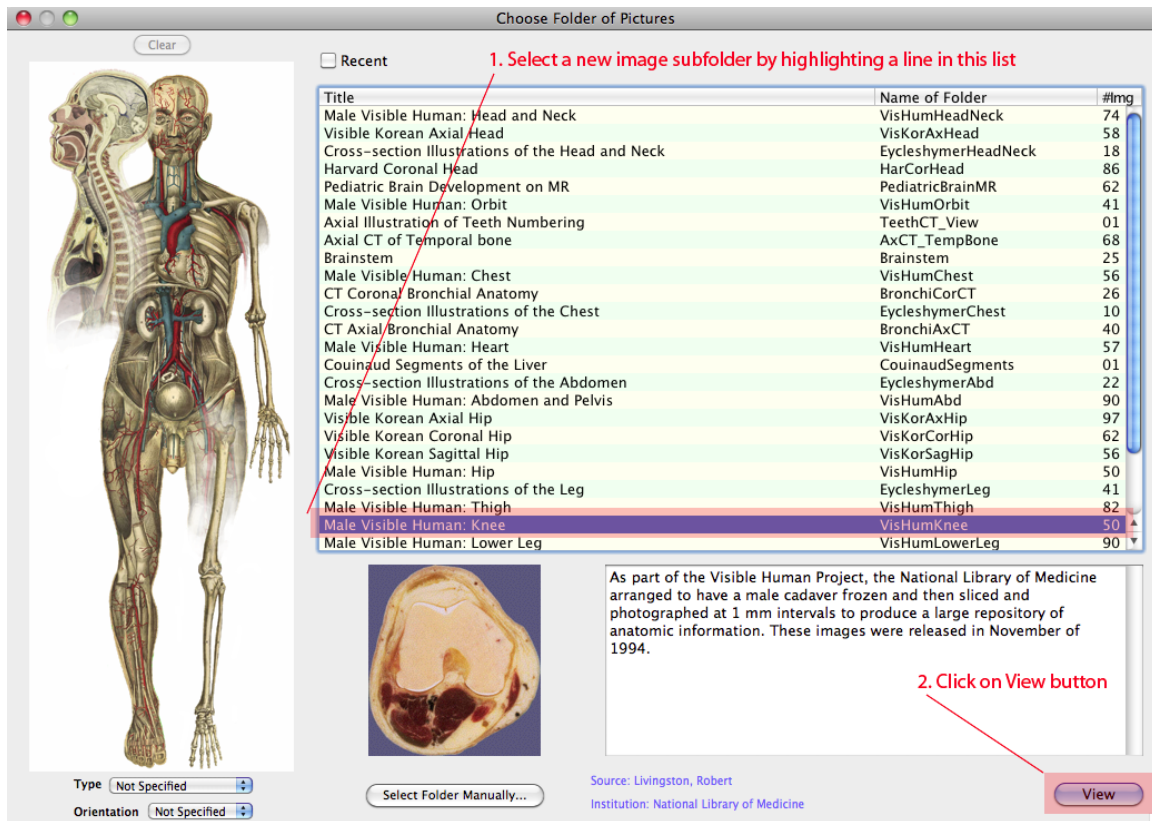 Choose Folder of Pictures
Clear
Recent
1. Select a new image subfolder by highlighting a line in this list
Title Name of Folder #Img
Male Visible Human: Head and Neck VisHumHeadNeck 74
Visible Korean Axial Head VisKorAxHead 58
Cross-section Illustrations of the Head and Neck EycleshymerHeadNeck 18
Harvard Coronal Head HarCorHead 86
Pediatric Brain Development on MR PediatricBrainMR 62
Male Visible Human: Orbit VisHumOrbit 41
Axial Illustration of Teeth Numbering TeethCT_View 01
Axial CT of Temporal bone AxCT_TempBone 68
Brainstem Brainstem 25
Male Visible Human: Chest VisHumChest 56
CT Coronal Bronchial Anatomy BronchiCorCT 26
Cross-section Illustrations of the Chest EycleshymerChest 10
CT Axial Bronchial Anatomy BronchiAxCT 40
Male Visible Human: Heart VisHumHeart 57
Couinaud Segments of the Liver CouinaudSegments 01
Cross-section Illustrations of the Abdomen EycleshymerAbd 22
Male Visible Human: Abdomen and Pelvis VisHumAbd 90
Visible Korean Axial Hip VisKorAxHip 97
Visible Korean Coronal Hip VisKorCorHip 62
Visible Korean Sagittal Hip VisKorSagHip 56
Male Visible Human: Hip VisHumHip 50
Cross-section Illustrations of the Leg EycleshymerLeg 41
Male Visible Human: Thigh VisHumThigh 82
Male Visible Human: Knee VisHumKnee 50
Male Visible Human: Lower Leg VisHumLowerLeg 90
As part of the Visible Human Project, the National Library of Medicine
arranged to have a male cadaver frozen and then sliced and
photographed at 1 mm intervals to produce a large repository of
anatomic information. These images were released in November of
1994.
2. Click on View button
Type Not Specified
Orientation Not Specified
Select Folder Manually...
Source: Livingston, Robert
Institution: National Library of Medicine
View